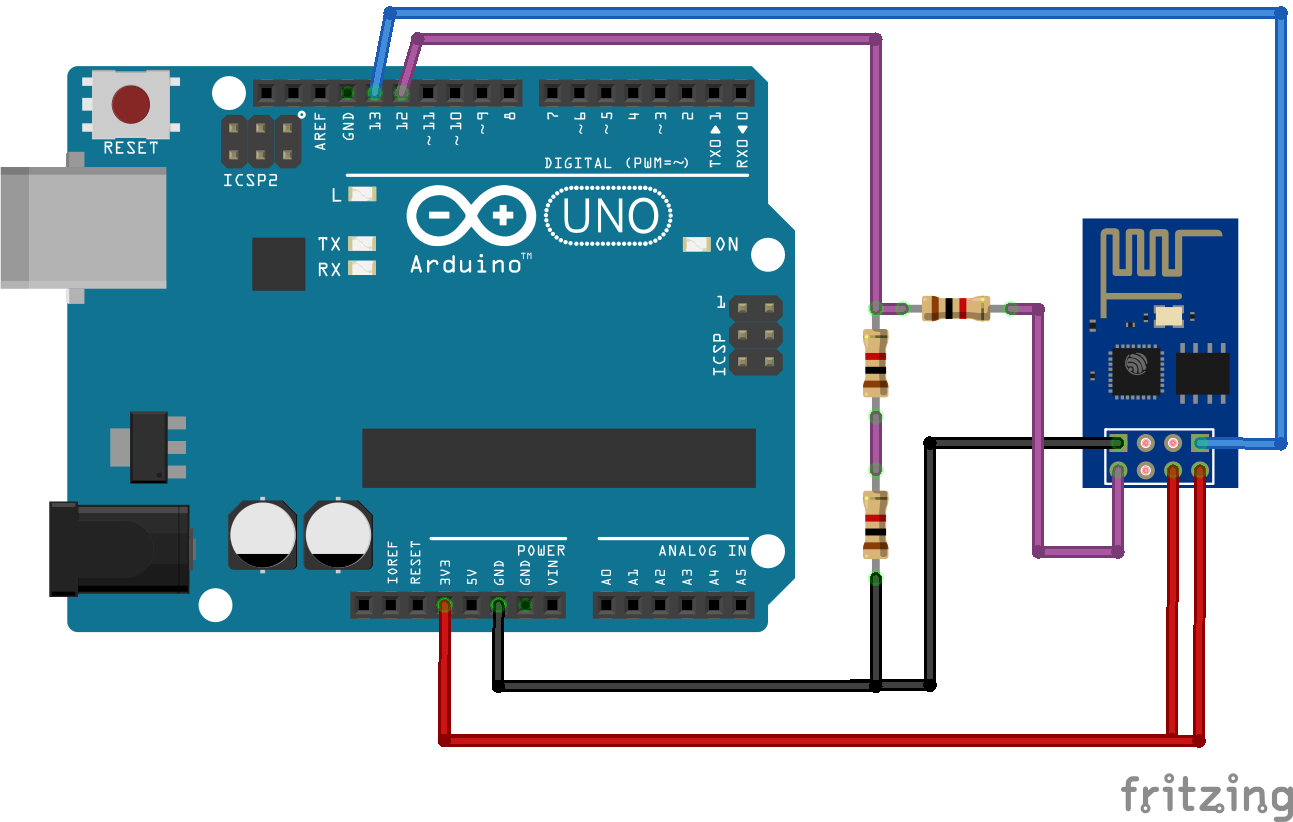 RESET
ICSP2
AREF
GND
13
12
~11
~10
~9
8
7
~6
~5
4
~3
2
TX0▶1
RX0◀0
DIGITAL (PWM=~)
L
TX
RX
UNO
Arduino™
ON
1
ICSP
IOREF
RESET
3V3
5V
GND
GND
VIN
POWER
ANALOG IN
A0
A1
A2
A3
A4
A5
fritzing